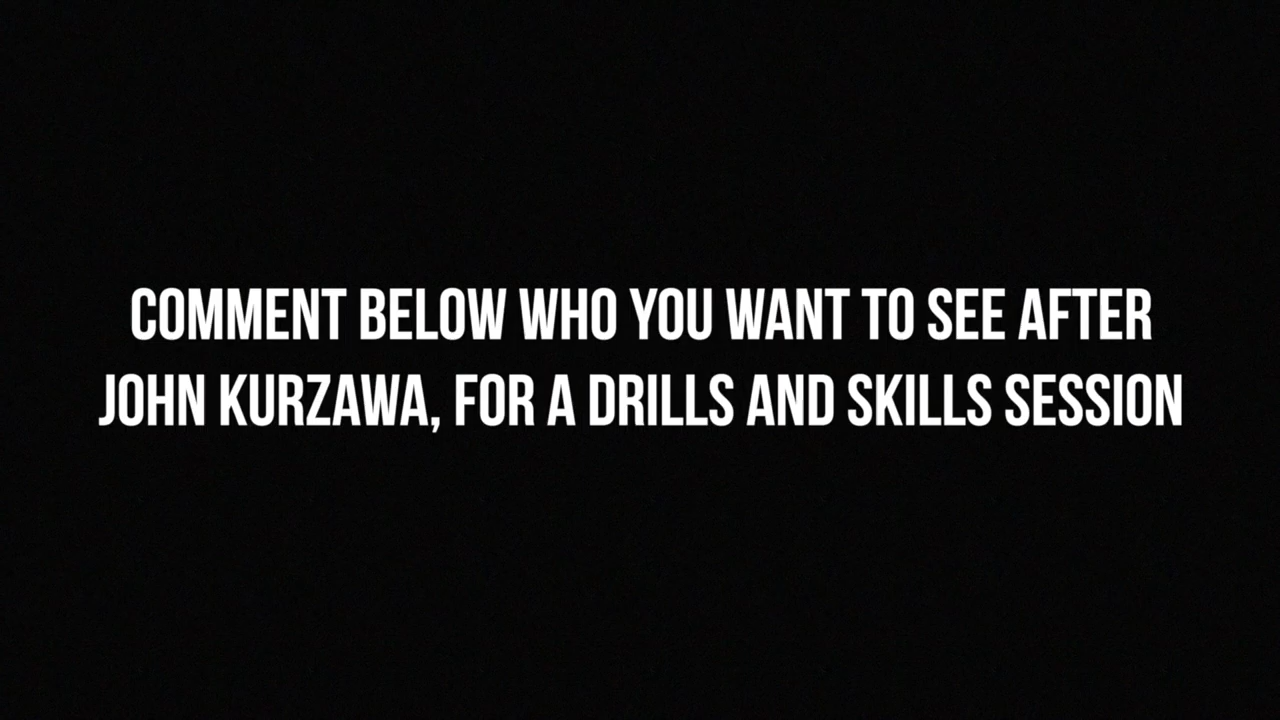 COMMENT BELOW WHO YOU WANT TO SEE AFTER
JOHN KURZAWA, FOR A DRILLS AND SKILLS SESSION